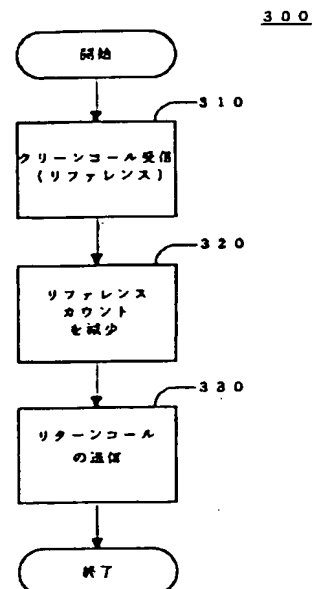 300
開始
310
クリーンコール受信
(リファレンス)
320
リファレンス
カウント
を減少
330
リターンコール
の送信
終了